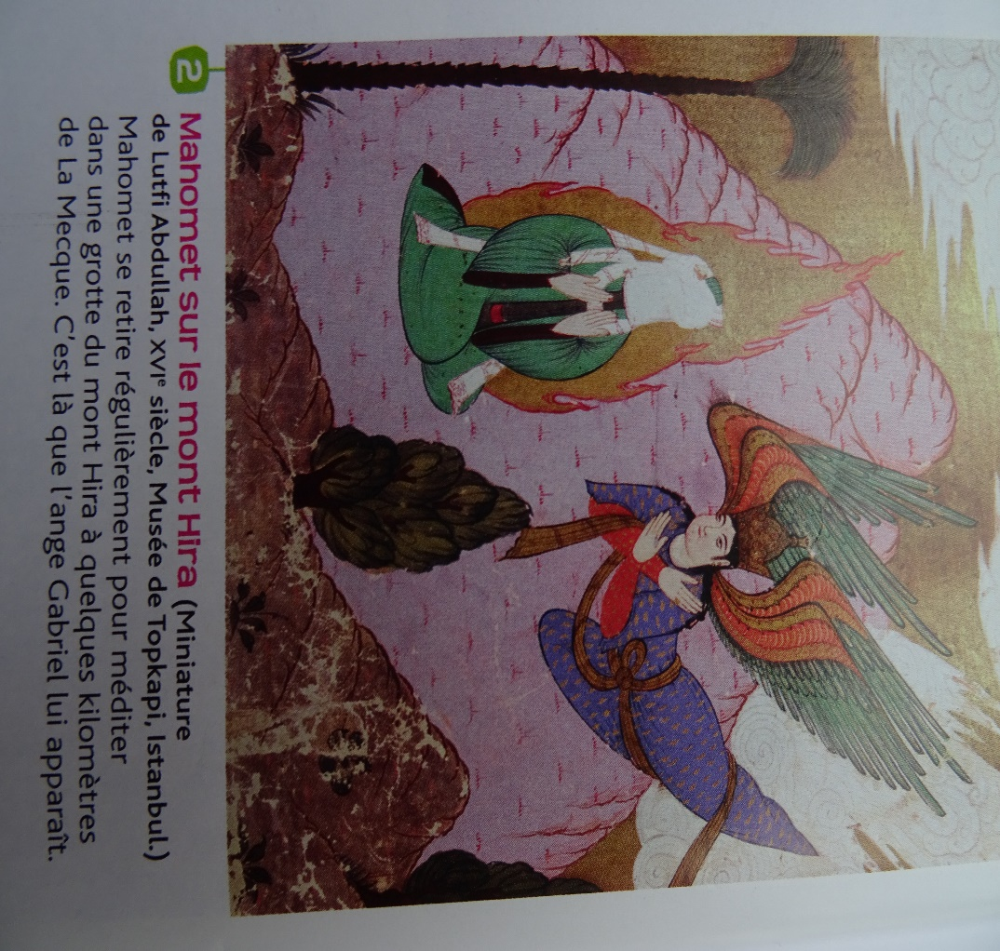 2 Mahomet sur le mont Hira (Miniature
de Lutfi Abdullah, XVIe siècle, Musée de Topkapi, Istanbul.)
Mahomet se retire régulièrement pour méditer
dans une grotte du mont Hira à quelques kilomètres
de La Mecque. C'est là que l'ange Gabriel lui apparaît.